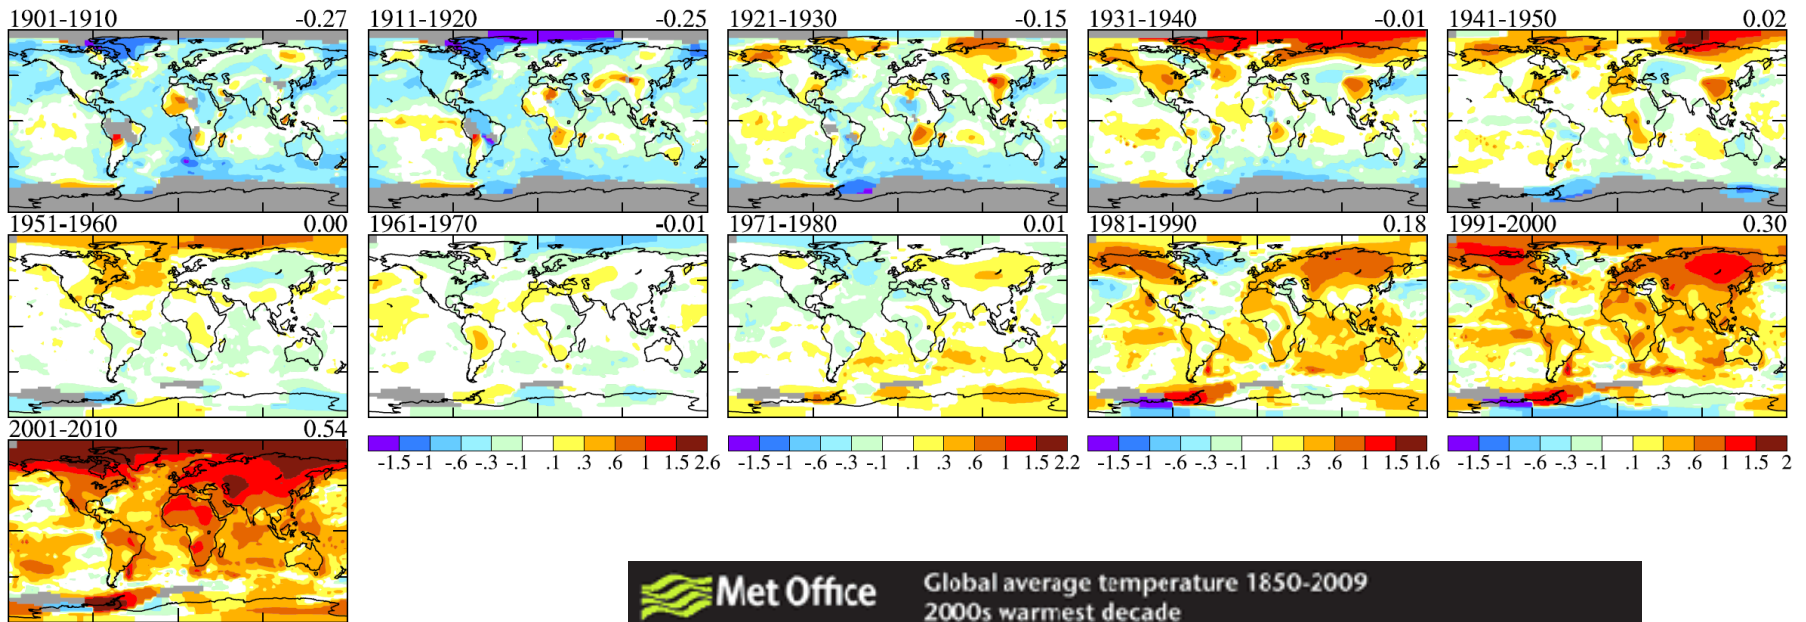 1901-1910 -0.27
1911-1920 -0.25
1921-1930 -0.15
1931-1940 -0.01
1941-1950 0.02
1951-1960 0.00
1961-1970 -0.01
1971-1980 0.01
1981-1990 0.18
1991-2000 0.30
2001-2010 0.54
-1.5 -1 -.6 -.3 -.1 .1 .3 .6 1 1.5 2.6
-1.5 -1 -.6 -.3 -.1 .1 .3 .6 1 1.5 2.2
-1.5 -1 -.6 -.3 -.1 .1 .3 .6 1 1.5 1.6
-1.5 -1 -.6 -.3 -.1 .1 .3 .6 1 1.5 2
Met Office
Global average temperature 1850-2009
2000s warmest decade